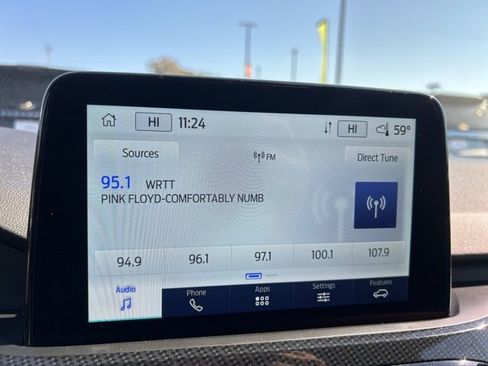 HI 11:24 HI 59°
Sources FM Direct Tune
95.1 WRTT
PINK FLOYD-COMFORTABLY NUMB
94.9 96.1 97.1 100.1 107.9
Audio Phone Apps Settings Features